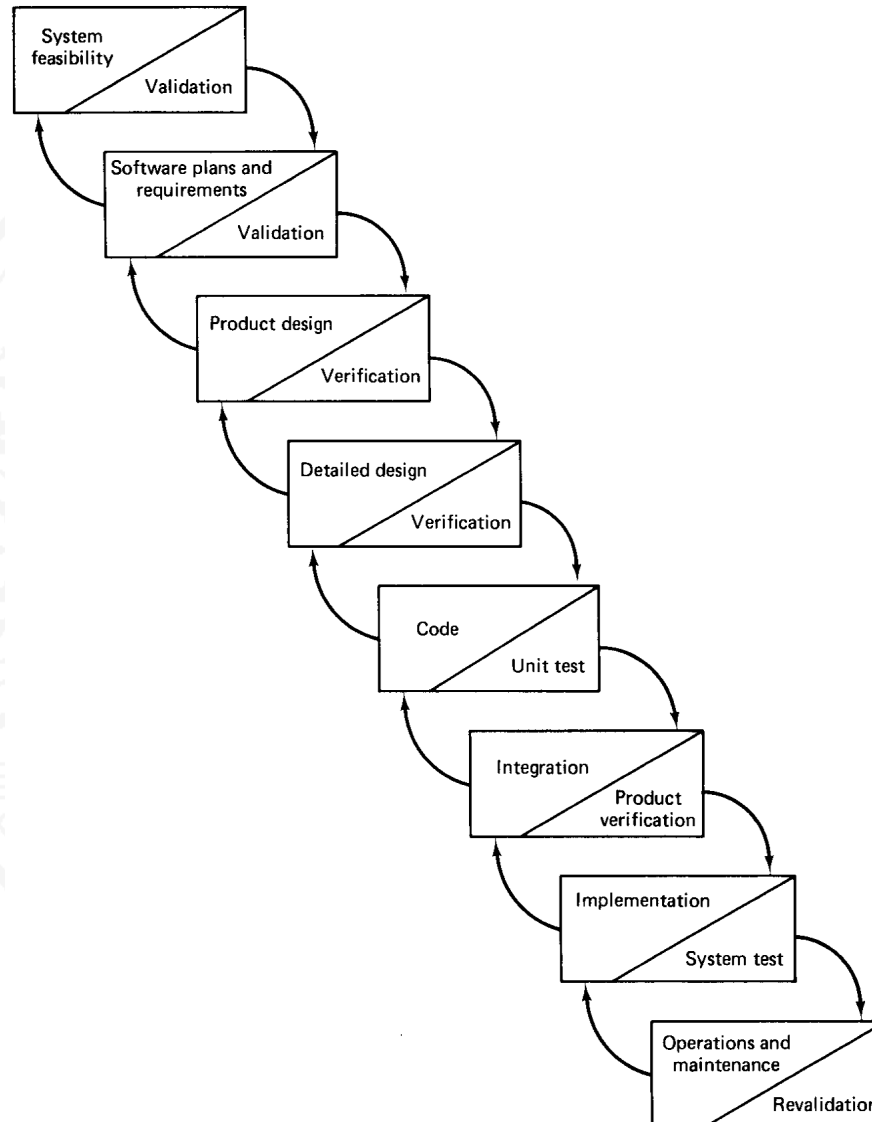 System
feasibility
Validation
Software plans and
requirements
Validation
Product design
Verification
Detailed design
Verification
Code
Unit test
Integration
Product
verification
Implementation
System test
Operations and
maintenance
Revalidation